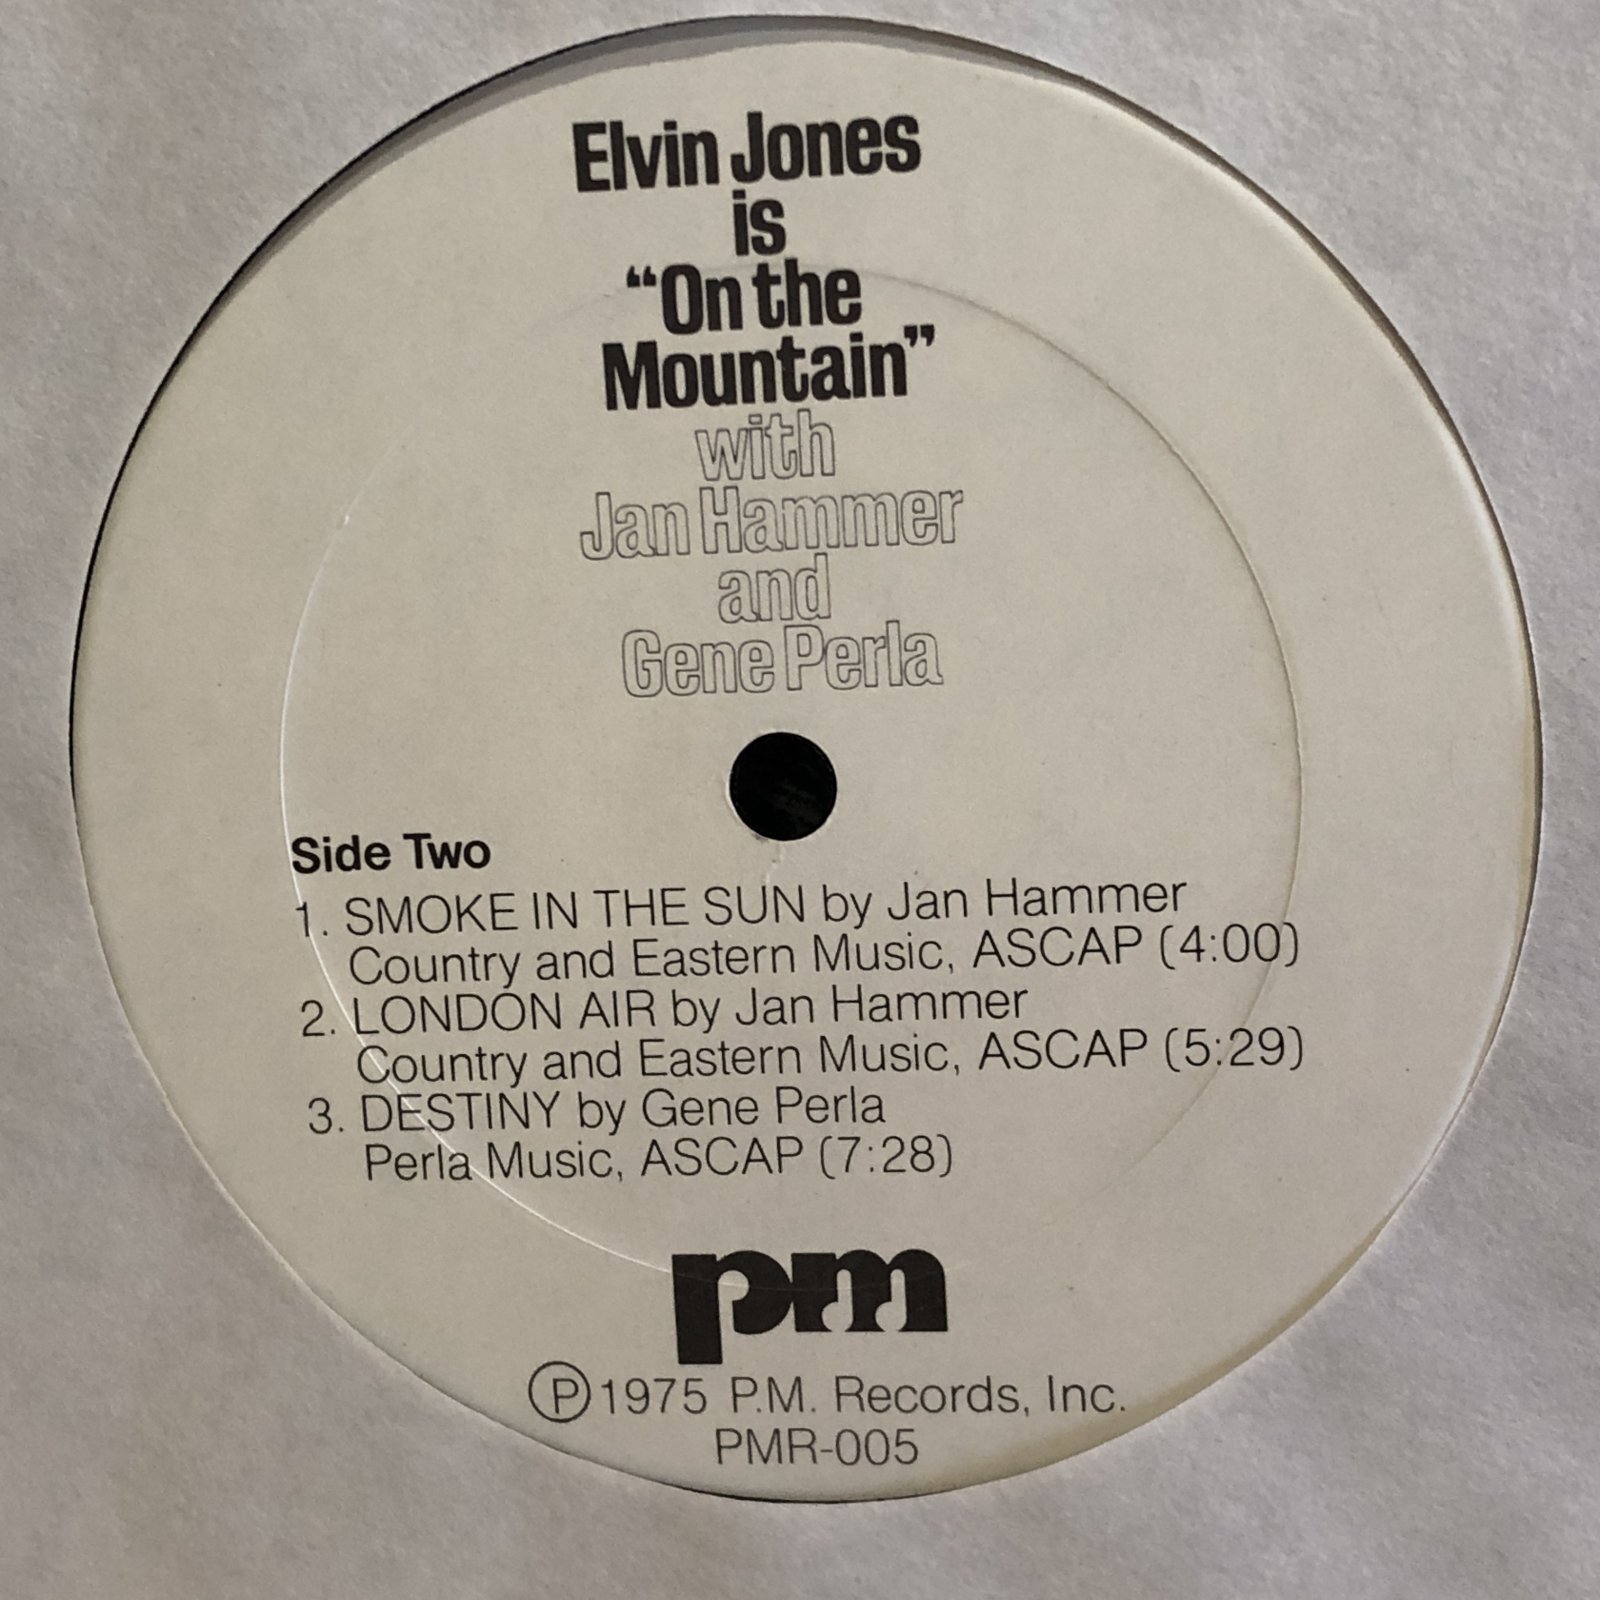 Elvin Jones
is
“On the
Mountain”
with
Jan Hammer
and
Gene Perla
Side Two
1. SMOKE IN THE SUN by Jan Hammer
Country and Eastern Music, ASCAP (4:00)
2. LONDON AIR by Jan Hammer
Country and Eastern Music, ASCAP (5:29)
3. DESTINY by Gene Perla
Perla Music, ASCAP (7:28)
pm
℗1975 P.M. Records, Inc.
PMR-005